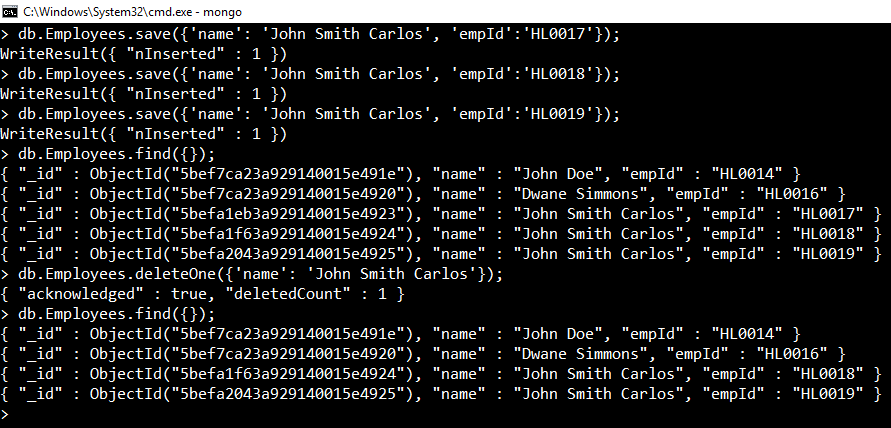 C:\Windows\System32\cmd.exe - mongo
> db.Employees.save({'name': 'John Smith Carlos', 'empId':'HL0017'});
WriteResult({ "nInserted" : 1 })
> db.Employees.save({'name': 'John Smith Carlos', 'empId':'HL0018'});
WriteResult({ "nInserted" : 1 })
> db.Employees.save({'name': 'John Smith Carlos', 'empId':'HL0019'});
WriteResult({ "nInserted" : 1 })
> db.Employees.find({});
{ "_id" : ObjectId("5bef7ca23a929140015e491e"), "name" : "John Doe", "empId" : "HL0014" }
{ "_id" : ObjectId("5bef7ca23a929140015e4920"), "name" : "Dwane Simmons", "empId" : "HL0016" }
{ "_id" : ObjectId("5befa1eb3a929140015e4923"), "name" : "John Smith Carlos", "empId" : "HL0017" }
{ "_id" : ObjectId("5befa1f63a929140015e4924"), "name" : "John Smith Carlos", "empId" : "HL0018" }
{ "_id" : ObjectId("5befa2043a929140015e4925"), "name" : "John Smith Carlos", "empId" : "HL0019" }
> db.Employees.deleteOne({'name': 'John Smith Carlos'});
{ "acknowledged" : true, "deletedCount" : 1 }
> db.Employees.find({});
{ "_id" : ObjectId("5bef7ca23a929140015e491e"), "name" : "John Doe", "empId" : "HL0014" }
{ "_id" : ObjectId("5bef7ca23a929140015e4920"), "name" : "Dwane Simmons", "empId" : "HL0016" }
{ "_id" : ObjectId("5befa1f63a929140015e4924"), "name" : "John Smith Carlos", "empId" : "HL0018" }
{ "_id" : ObjectId("5befa2043a929140015e4925"), "name" : "John Smith Carlos", "empId" : "HL0019" }
>